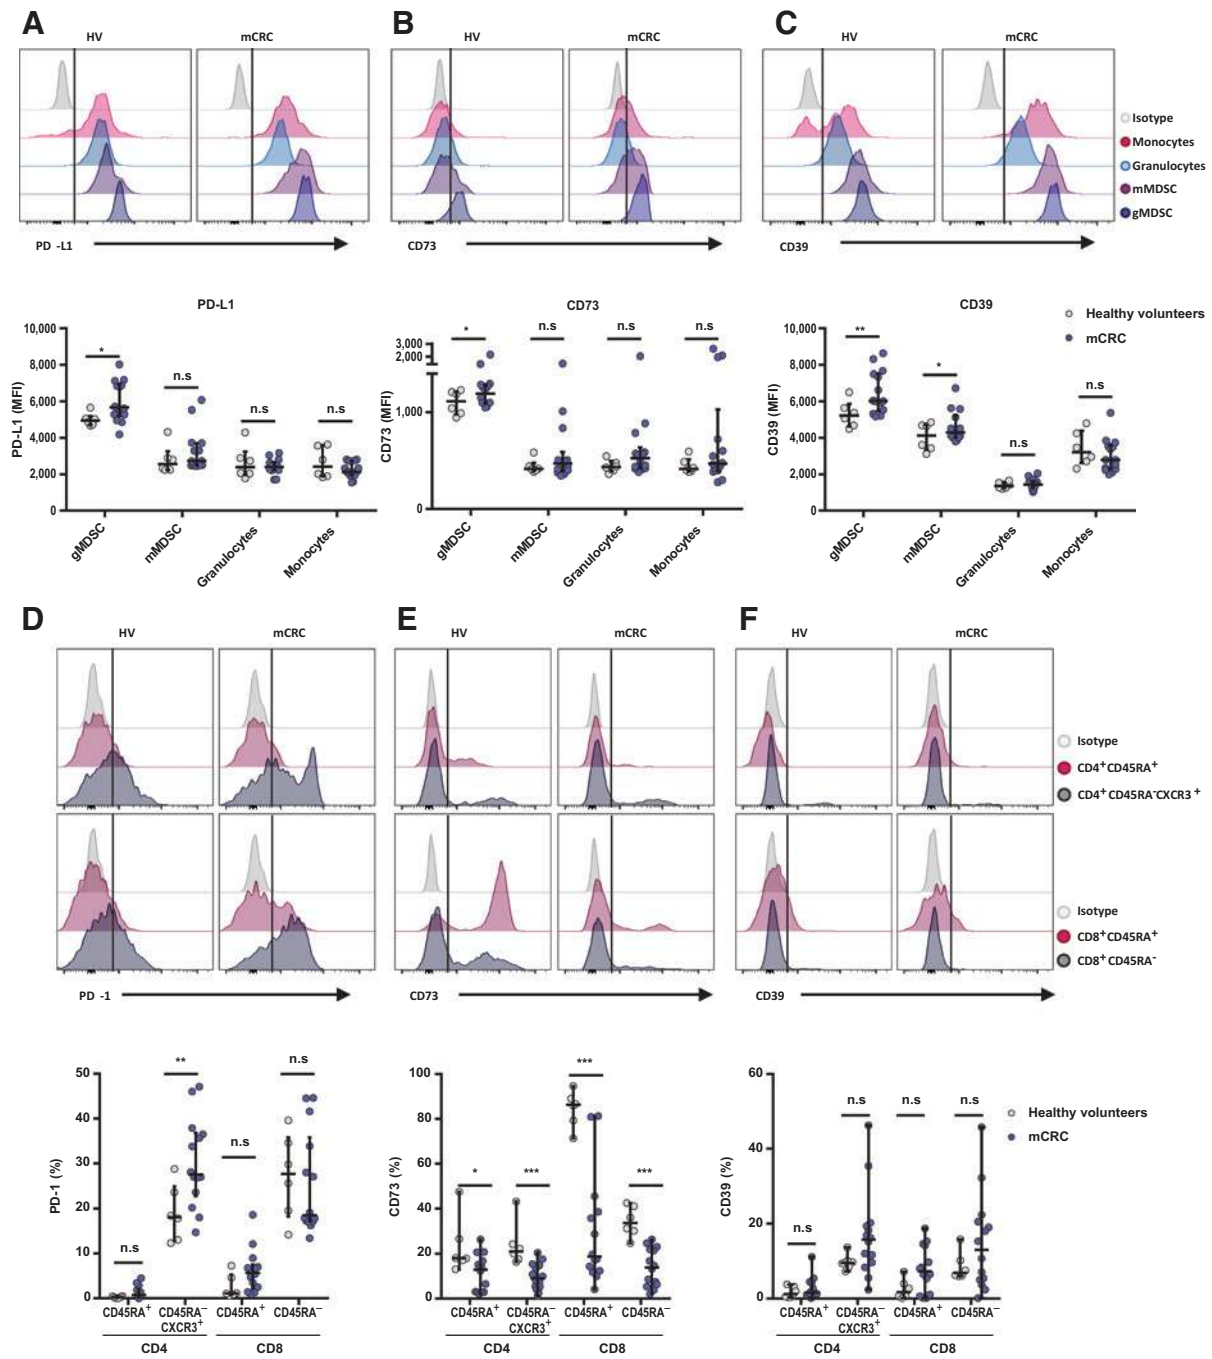 A
B
C
HV
mCRC
HV
mCRC
HV
mCRC
Isotype
Monocytes
Granulocytes
mMDSC
gMDSC
PD -L1
CD73
CD39
PD-L1
CD73
CD39
Healthy volunteers
mCRC
PD-L1 (MFI)
10,000
8,000
6,000
4,000
2,000
0
*
n.s
n.s
n.s
gMDSC
mMDSC
Granulocytes
Monocytes
CD73 (MFI)
3,000
2,000
1,000
0
*
n.s
n.s
n.s
gMDSC
mMDSC
Granulocytes
Monocytes
CD39 (MFI)
10,000
8,000
6,000
4,000
2,000
0
**
*
n.s
n.s
gMDSC
mMDSC
Granulocytes
Monocytes
D
E
F
HV
mCRC
HV
mCRC
HV
mCRC
Isotype
CD4+CD45RA+
CD4+CD45RA-CXCR3+
Isotype
CD8+CD45RA+
CD8+CD45RA-
PD -1
CD73
CD39
PD-1 (%)
50
40
30
20
10
0
n.s
**
n.s
n.s
CD45RA+
CD45RA−
CXCR3+
CD45RA+
CD45RA−
CD4
CD8
CD73 (%)
100
80
60
40
20
0
*
***
***
***
CD45RA+
CD45RA−
CXCR3+
CD45RA+
CD45RA−
CD4
CD8
CD39 (%)
60
40
20
0
n.s
n.s
n.s
n.s
CD45RA+
CD45RA−
CXCR3+
CD45RA+
CD45RA−
CD4
CD8
Healthy volunteers
mCRC